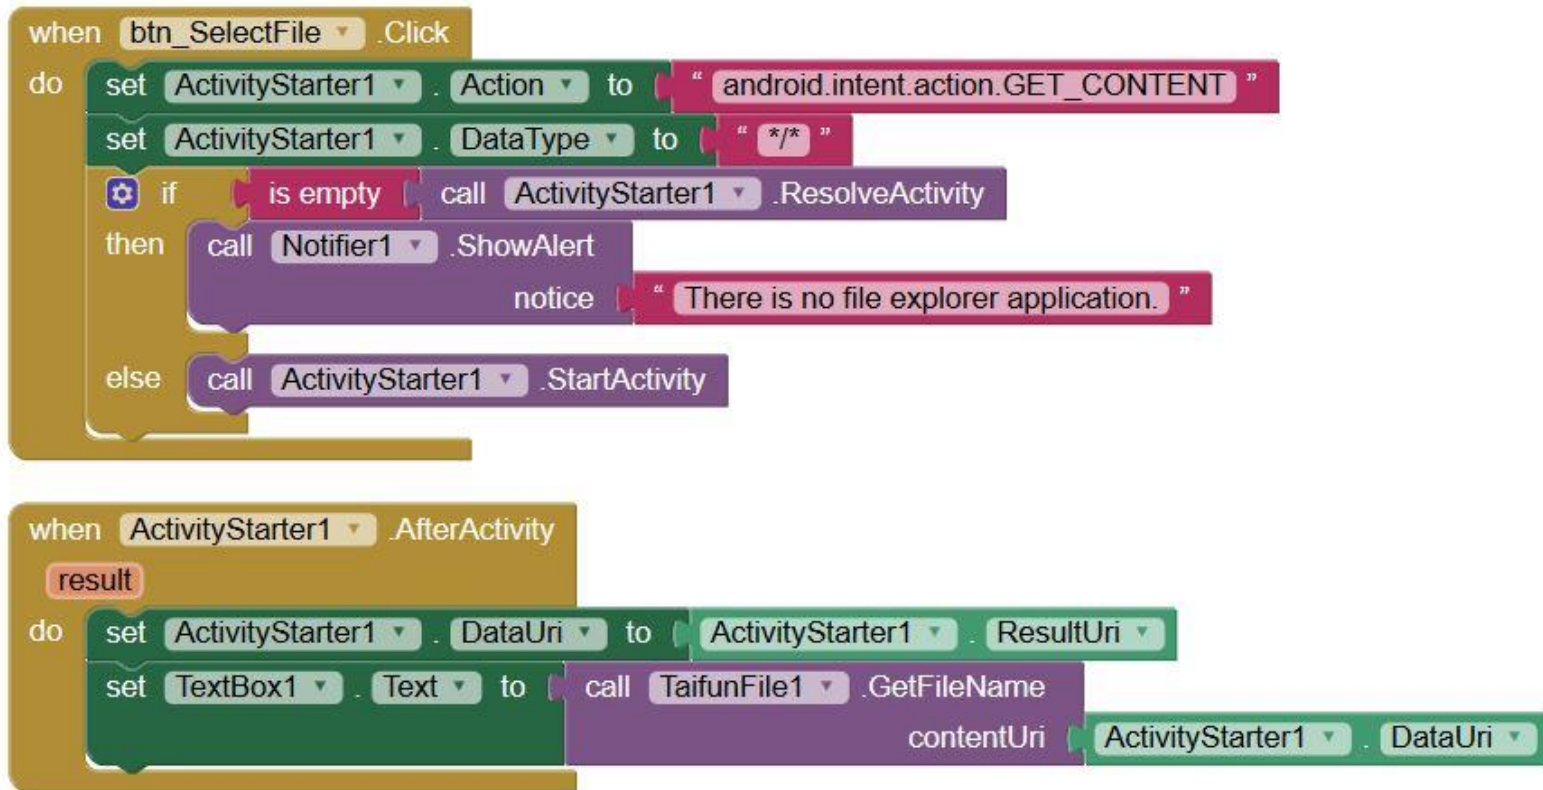 when btn_SelectFile .Click
do set ActivityStarter1 . Action to " android.intent.action.GET_CONTENT "
set ActivityStarter1 . DataType to " */* "
if is empty call ActivityStarter1 .ResolveActivity
then call Notifier1 .ShowAlert
notice " There is no file explorer application. "
else call ActivityStarter1 .StartActivity
when ActivityStarter1 .AfterActivity
result
do set ActivityStarter1 . DataUri to ActivityStarter1 . ResultUri
set TextBox1 . Text to call TaifunFile1 .GetFileName
contentUri ActivityStarter1 . DataUri